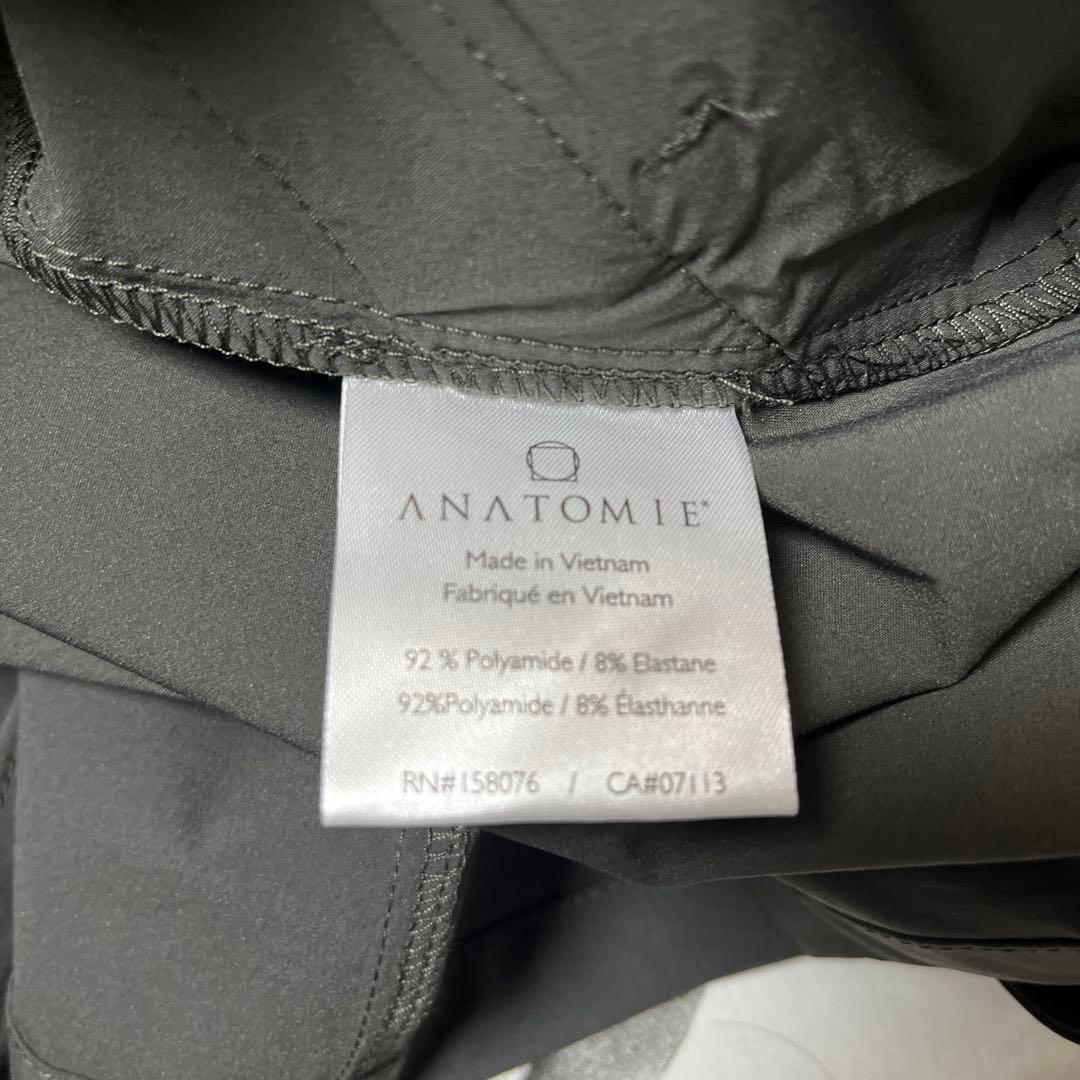 ANATOMIE®
Made in Vietnam
Fabriqué en Vietnam
92 % Polyamide / 8% Elastane
92%Polyamide / 8% Élasthanne
RN#158076 / CA#07113